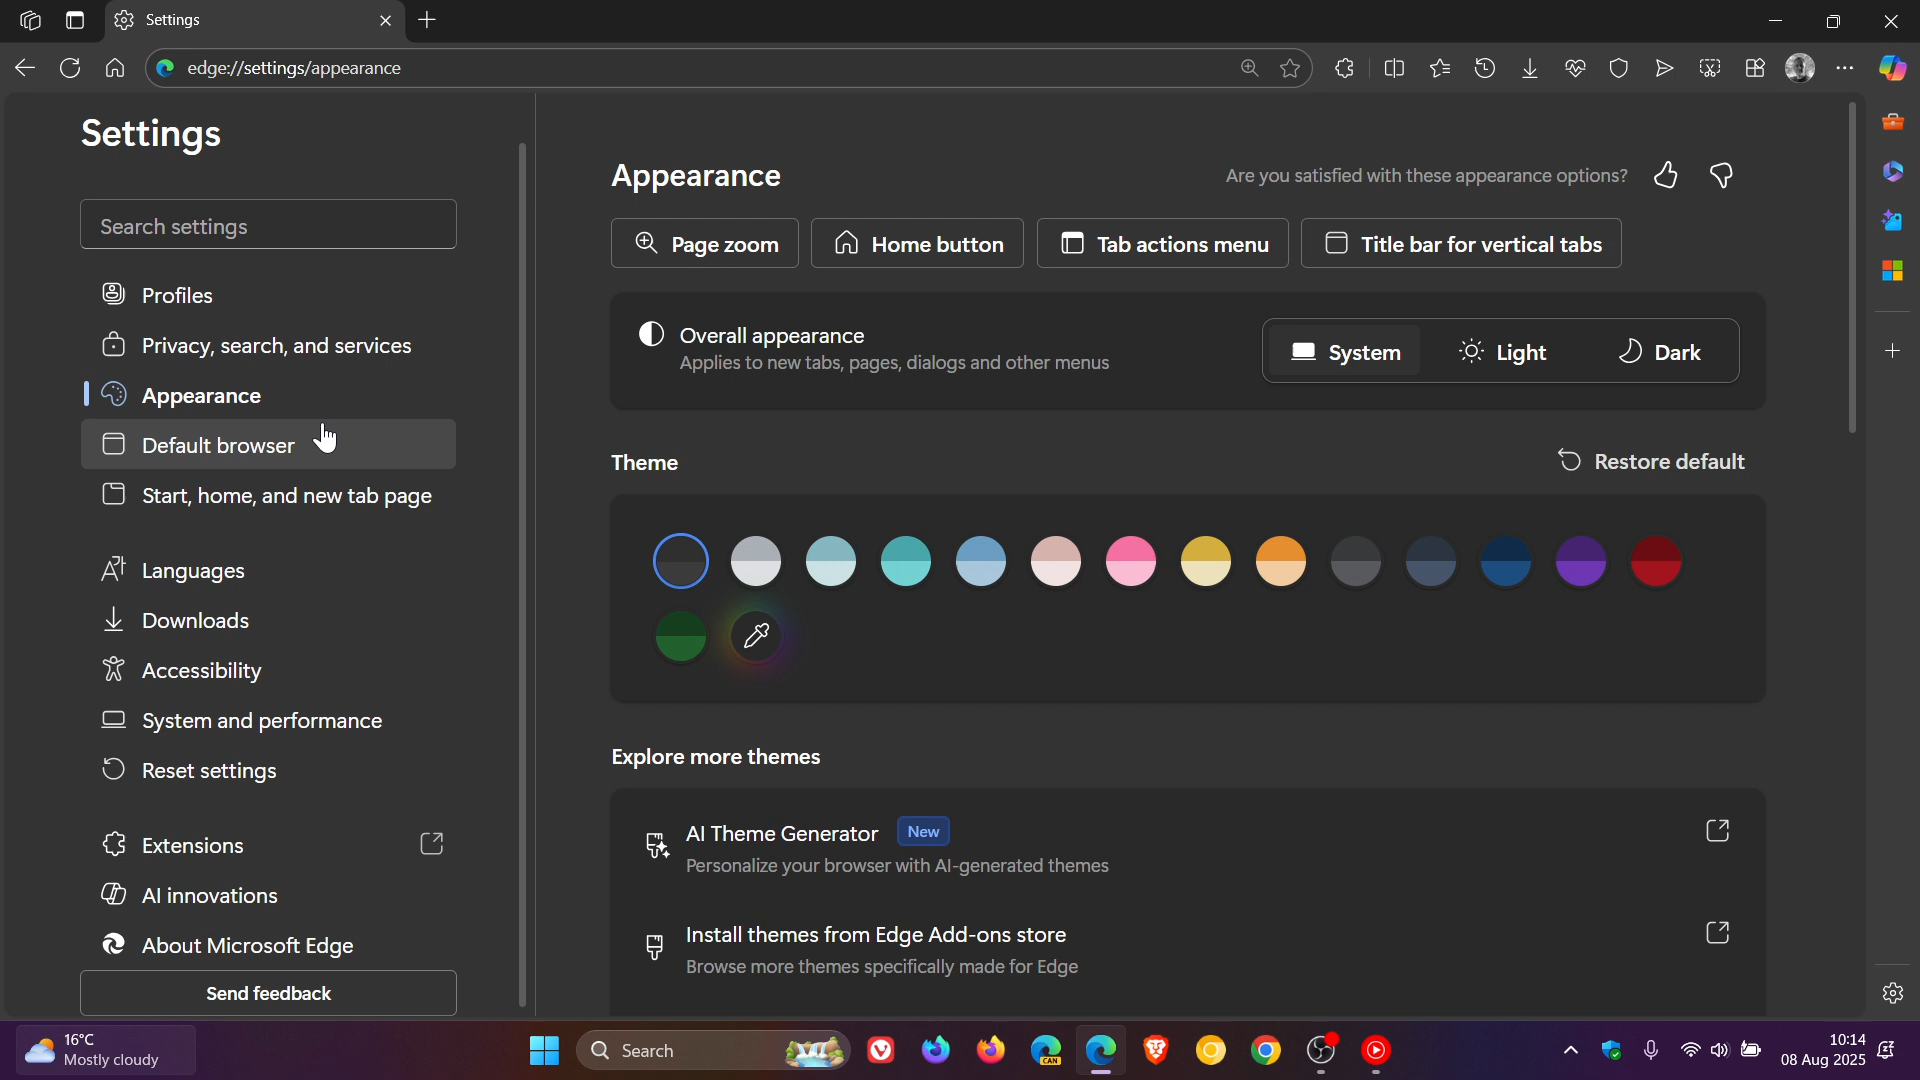 Settings
edge://settings/appearance
Settings
Search settings
Profiles
Privacy, search, and services
Appearance
Default browser
Start, home, and new tab page
Languages
Downloads
Accessibility
System and performance
Reset settings
Extensions
AI innovations
About Microsoft Edge
Send feedback
Appearance
Are you satisfied with these appearance options?
Page zoom
Home button
Tab actions menu
Title bar for vertical tabs
Overall appearance
Applies to new tabs, pages, dialogs and other menus
System
Light
Dark
Theme
Restore default
Explore more themes
AI Theme Generator
New
Personalize your browser with AI-generated themes
Install themes from Edge Add-ons store
Browse more themes specifically made for Edge
16°C
Mostly cloudy
Search
CAN
10:14
08 Aug 2025